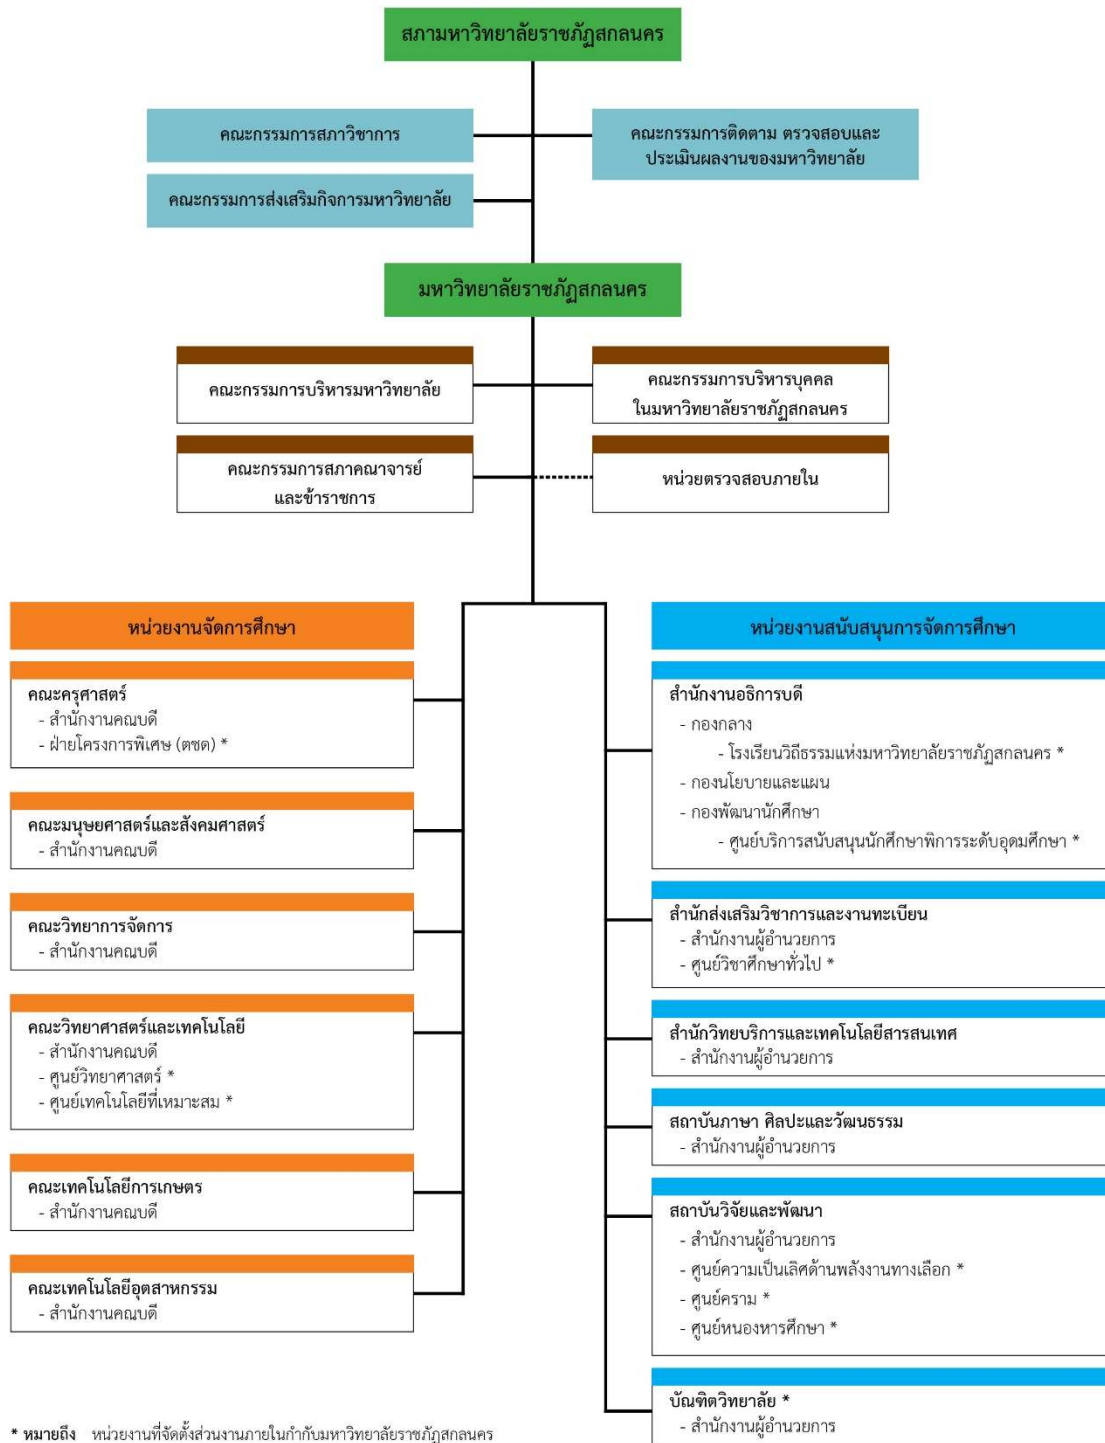 สภามหาวิทยาลัยราชภัฏสกลนคร
คณะกรรมการสภาวิชาการ
คณะกรรมการติดตาม ตรวจสอบและ
ประเมินผลงานของมหาวิทยาลัย
คณะกรรมการส่งเสริมกิจการมหาวิทยาลัย
มหาวิทยาลัยราชภัฏสกลนคร
คณะกรรมการบริหารมหาวิทยาลัย
คณะกรรมการบริหารบุคคล
ในมหาวิทยาลัยราชภัฏสกลนคร
คณะกรรมการสภาคณาจารย์
และข้าราชการ
หน่วยตรวจสอบภายใน
หน่วยงานจัดการศึกษา
คณะครุศาสตร์
- สำนักงานคณบดี
- ฝ่ายโครงการพิเศษ (ตชด) *
คณะมนุษยศาสตร์และสังคมศาสตร์
- สำนักงานคณบดี
คณะวิทยาการจัดการ
- สำนักงานคณบดี
คณะวิทยาศาสตร์และเทคโนโลยี
- สำนักงานคณบดี
- ศูนย์วิทยาศาสตร์ *
- ศูนย์เทคโนโลยีที่เหมาะสม *
คณะเทคโนโลยีการเกษตร
- สำนักงานคณบดี
คณะเทคโนโลยีอุตสาหกรรม
- สำนักงานคณบดี
หน่วยงานสนับสนุนการจัดการศึกษา
สำนักงานอธิการบดี
- กองกลาง
- โรงเรียนวิถีธรรมแห่งมหาวิทยาลัยราชภัฏสกลนคร *
- กองนโยบายและแผน
- กองพัฒนานักศึกษา
- ศูนย์บริการสนับสนุนนักศึกษาพิการระดับอุดมศึกษา *
สำนักส่งเสริมวิชาการและงานทะเบียน
- สำนักงานผู้อำนวยการ
- ศูนย์วิชาศึกษาทั่วไป *
สำนักวิทยบริการและเทคโนโลยีสารสนเทศ
- สำนักงานผู้อำนวยการ
สถาบันภาษา ศิลปะและวัฒนธรรม
- สำนักงานผู้อำนวยการ
สถาบันวิจัยและพัฒนา
- สำนักงานผู้อำนวยการ
- ศูนย์ความเป็นเลิศด้านพลังงานทางเลือก *
- ศูนย์คราม *
- ศูนย์หนองหารศึกษา *
บัณฑิตวิทยาลัย *
- สำนักงานผู้อำนวยการ
* หมายถึง หน่วยงานที่จัดตั้งส่วนงานภายในกำกับมหาวิทยาลัยราชภัฏสกลนคร